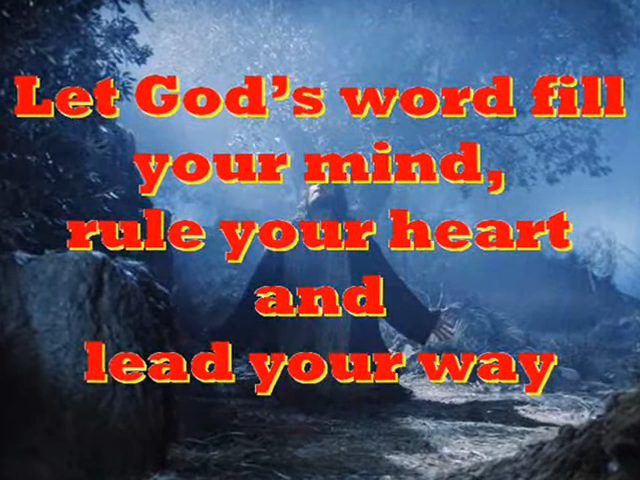 Let God's word fill
your mind,
rule your heart
and
lead your way